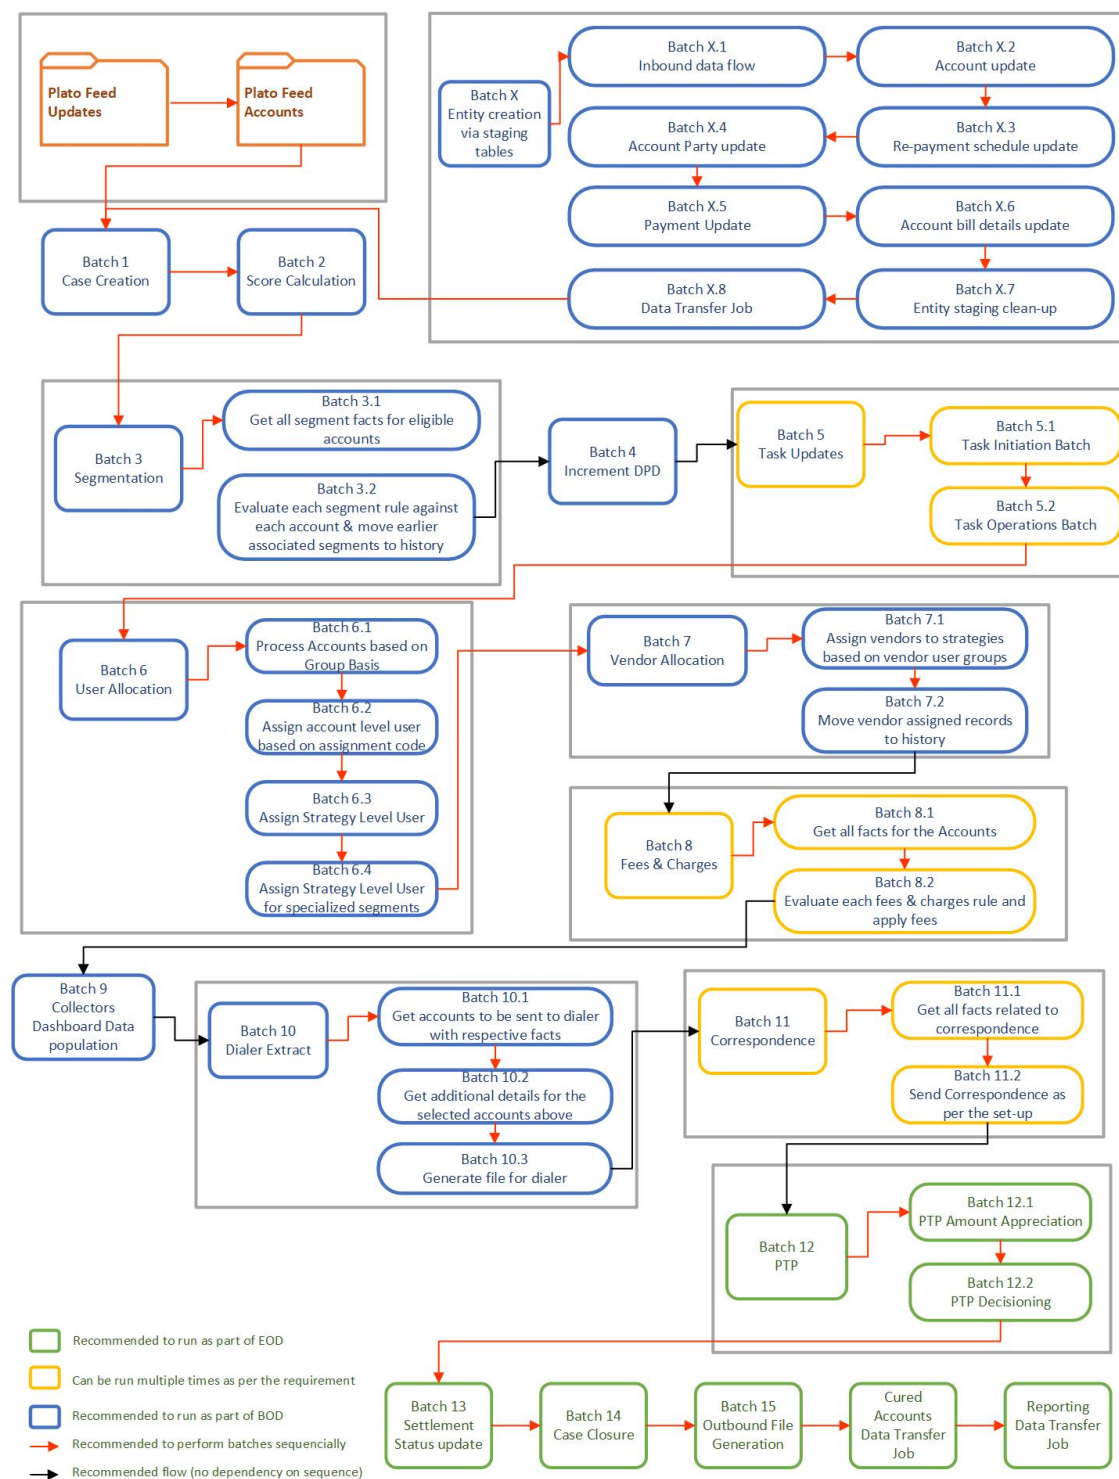 Plato Feed
Updates
Plato Feed
Accounts
Batch X
Entity creation
via staging
tables
Batch X.1
Inbound data flow
Batch X.2
Account update
Batch X.4
Account Party update
Batch X.3
Re-payment schedule update
Batch X.5
Payment Update
Batch X.6
Account bill details update
Batch X.8
Data Transfer Job
Batch X.7
Entity staging clean-up
Batch 1
Case Creation
Batch 2
Score Calculation
Batch 3
Segmentation
Batch 3.1
Get all segment facts for eligible
accounts
Batch 3.2
Evaluate each segment rule against
each account & move earlier
associated segments to history
Batch 4
Increment DPD
Batch 5
Task Updates
Batch 5.1
Task Initiation Batch
Batch 5.2
Task Operations Batch
Batch 6
User Allocation
Batch 6.1
Process Accounts based on
Group Basis
Batch 6.2
Assign account level user
based on assignment code
Batch 6.3
Assign Strategy Level User
Batch 6.4
Assign Strategy Level User
for specialized segments
Batch 7
Vendor Allocation
Batch 7.1
Assign vendors to strategies
based on vendor user groups
Batch 7.2
Move vendor assigned records
to history
Batch 8
Fees & Charges
Batch 8.1
Get all facts for the Accounts
Batch 8.2
Evaluate each fees & charges rule and
apply fees
Batch 9
Collectors
Dashboard Data
population
Batch 10
Dialer Extract
Batch 10.1
Get accounts to be sent to dialer
with respective facts
Batch 10.2
Get additional details for the
selected accounts above
Batch 10.3
Generate file for dialer
Batch 11
Correspondence
Batch 11.1
Get all facts related to
correspondence
Batch 11.2
Send Correspondence as
per the set-up
Batch 12
PTP
Batch 12.1
PTP Amount Appreciation
Batch 12.2
PTP Decisioning
Batch 13
Settlement
Status update
Batch 14
Case Closure
Batch 15
Outbound File
Generation
Cured
Accounts
Data Transfer
Job
Reporting
Data Transfer
Job
Recommended to run as part of EOD
Can be run multiple times as per the requirement
Recommended to run as part of BOD
Recommended to perform batches sequencially
Recommended flow (no dependency on sequence)